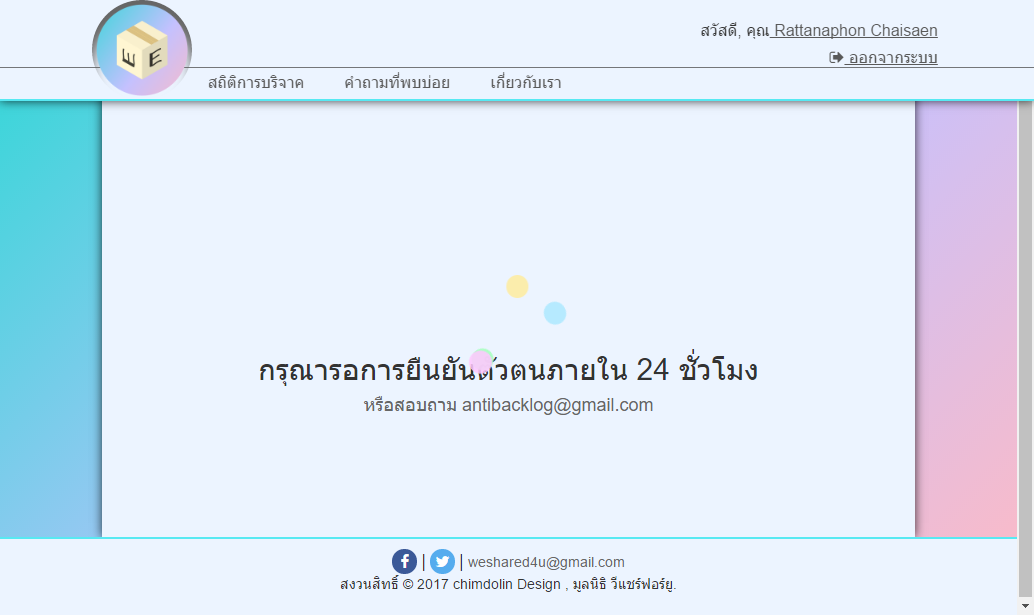 สวัสดี, คุณ Rattanaphon Chaisaen
ออกจากระบบ
WE
สถิติการบริจาค คำถามที่พบบ่อย เกี่ยวกับเรา
กรุณารอการยืนยันตัวตนภายใน 24 ชั่วโมง
หรือสอบถาม antibacklog@gmail.com
| | weshared4u@gmail.com
สงวนสิทธิ์ © 2017 chimdolin Design , มูลนิธิ วีแชร์ฟอร์ยู.